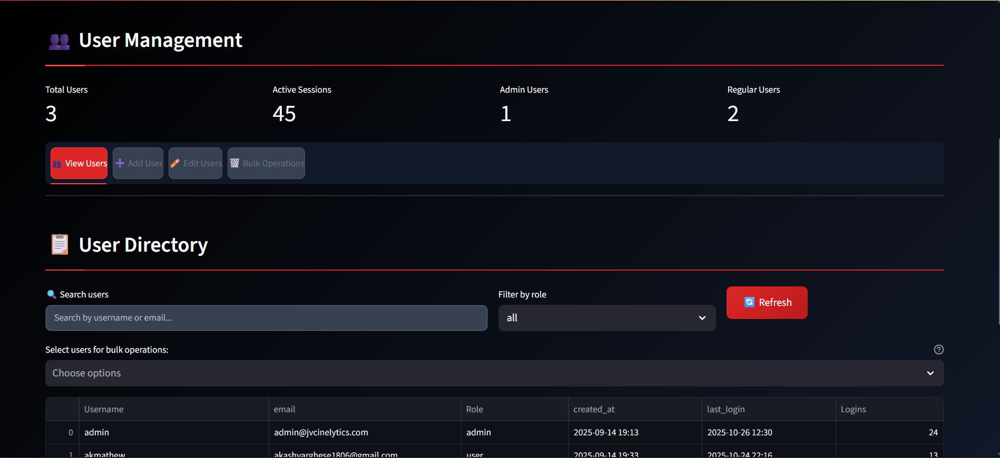 User Management
Total Users Active Sessions Admin Users Regular Users
3 45 1 2
View Users Add User Edit Users Bulk Operations
User Directory
Search users Filter by role
Search by username or email... all Refresh
Select users for bulk operations:
Choose options
Username email Role created_at last_login Logins
0 admin admin@jvcinelytics.com admin 2025-09-14 19:13 2025-10-26 12:30 24
1 akmathew akashvarghese1806@gmail.com user 2025-09-14 19:33 2025-10-24 22:16 13